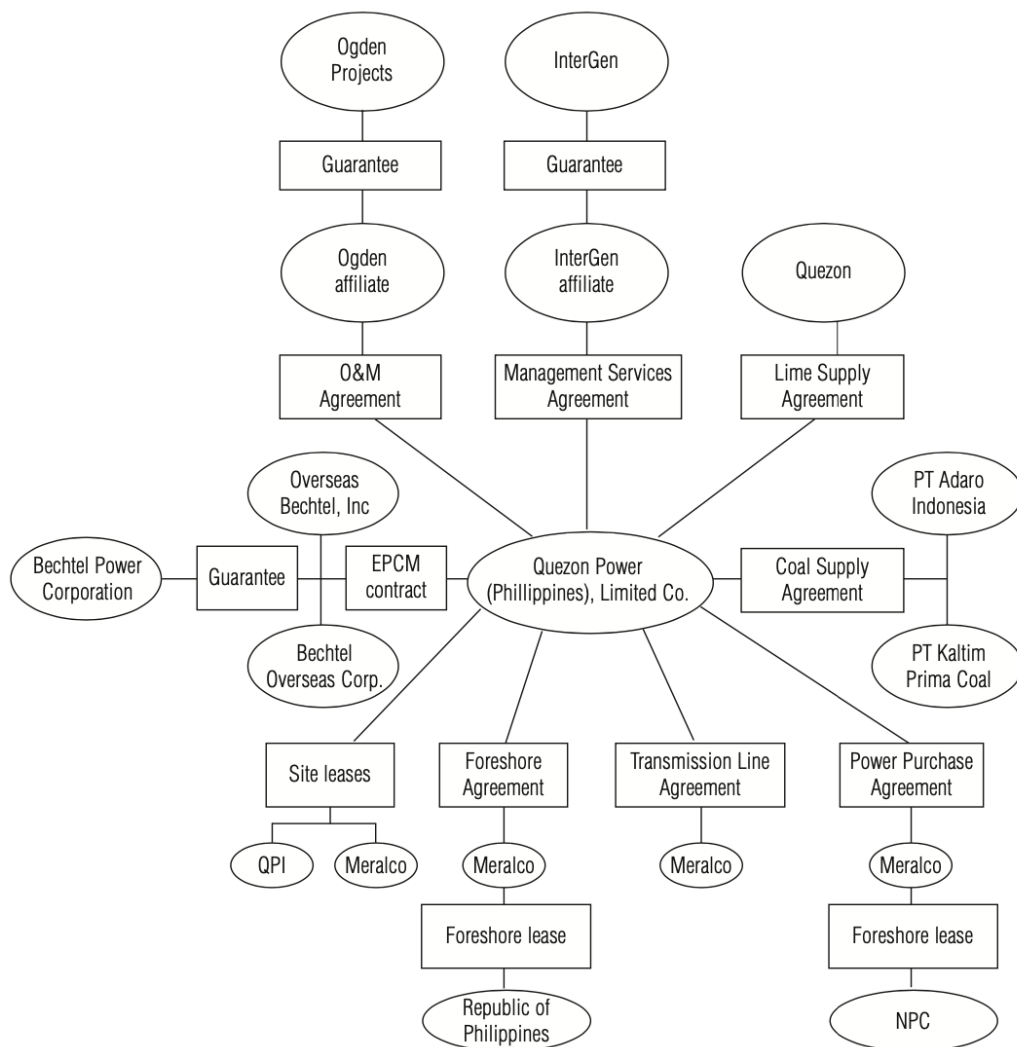 Ogden
Projects
InterGen
Guarantee
Guarantee
Ogden
affiliate
InterGen
affiliate
Quezon
O&M
Agreement
Management Services
Agreement
Lime Supply
Agreement
Overseas
Bechtel, Inc
PT Adaro
Indonesia
Bechtel Power
Corporation
Guarantee
EPCM
contract
Quezon Power
(Phillippines), Limited Co.
Coal Supply
Agreement
Bechtel
Overseas Corp.
PT Kaltim
Prima Coal
Site leases
Foreshore
Agreement
Transmission Line
Agreement
Power Purchase
Agreement
QPI
Meralco
Meralco
Meralco
Meralco
Foreshore lease
Foreshore lease
Republic of
Philippines
NPC